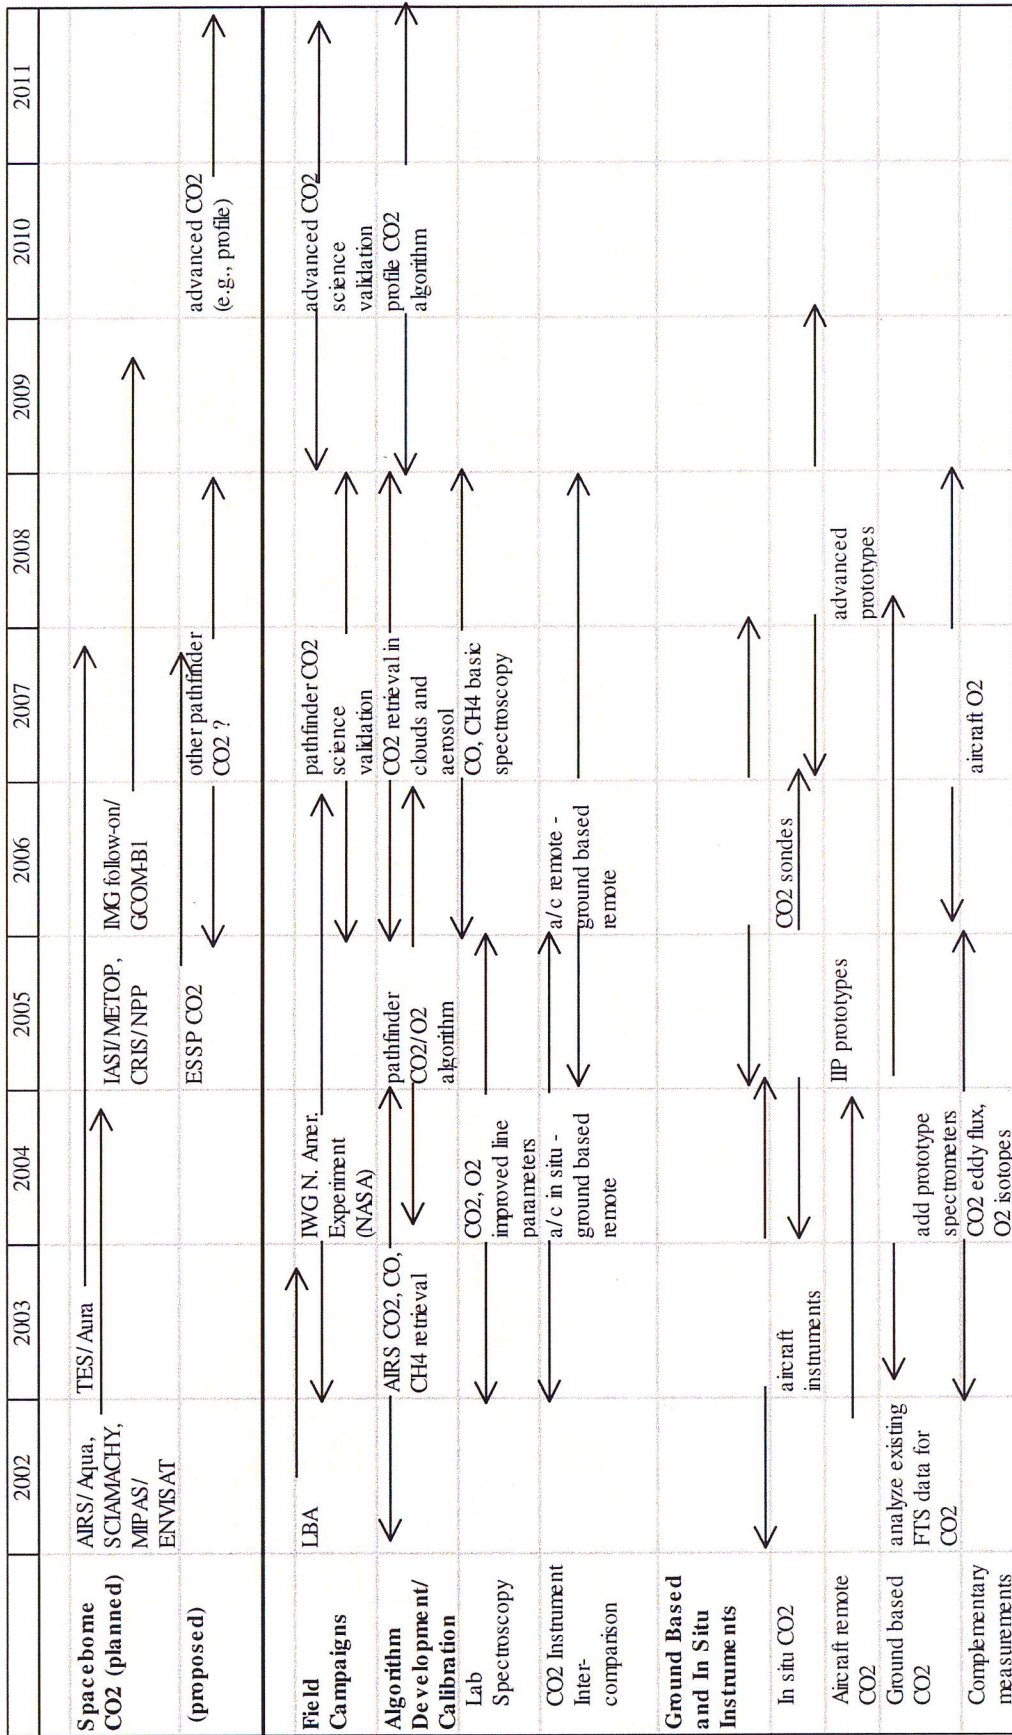 2002 2003 2004 2005 2006 2007 2008 2009 2010 2011
Spaceborne
CO2 (planned)
AIRS/Aqua,
SCIAMACHY,
MIPAS/
ENVISAT
TES/Aura
IASI/METOP,
CRIS/NPP
IMG follow-on/
GCOM-B1
(proposed)
ESSP CO2
other pathfinder
CO2 ?
advanced CO2
(e.g., profile)
Field
Campaigns
LBA
IWG N. Amer.
Experiment
(NASA)
pathfinder CO2
science
validation
advanced CO2
science
validation
Algorithm
Development/
Calibration
AIRS CO2, CO,
CH4 retrieval
pathfinder
CO2/O2
algorithm
CO2 retrieval in
clouds and
aerosol
profile CO2
algorithm
Lab
Spectroscopy
CO2, O2
improved line
parameters
CO, CH4 basic
spectroscopy
CO2 Instrument
Inter-
comparison
a/c in situ -
ground based
remote
a/c remote -
ground based
remote
Ground Based
and In Situ
Instruments
In situ CO2
aircraft
instruments
CO2 sondes
Aircraft remote
CO2
IIP prototypes
advanced
prototypes
Ground based
CO2
analyze existing
FTS data for
CO2
add prototype
spectrometers
Complementary
measurements
CO2 eddy flux,
O2 isotopes
aircraft O2